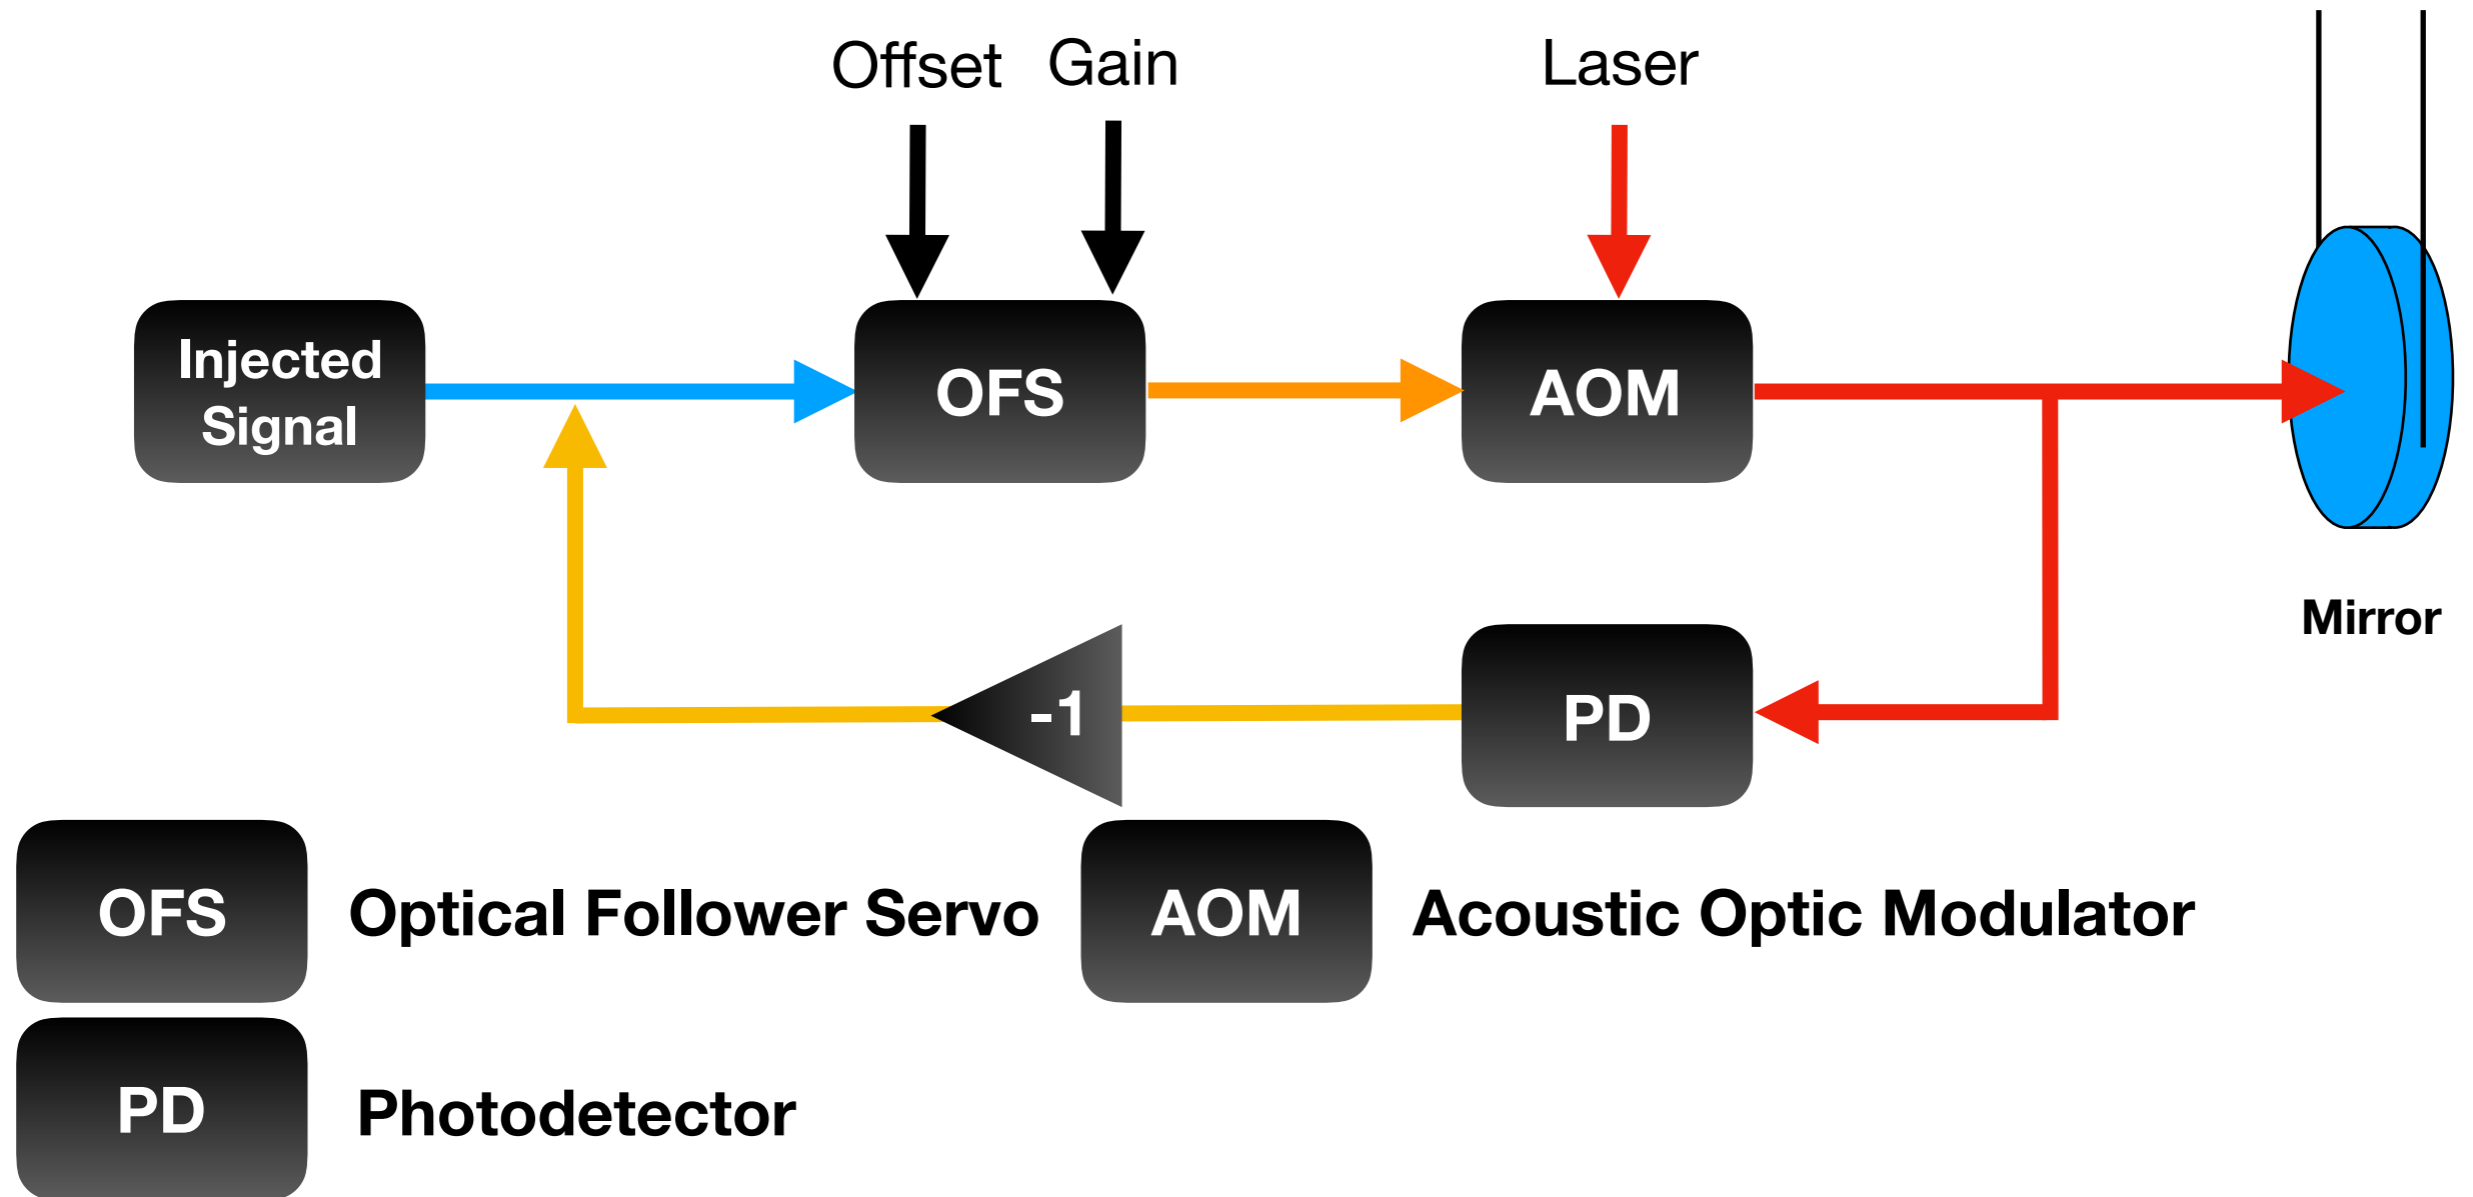 Offset Gain Laser
Injected
Signal
OFS
AOM
Mirror
-1
PD
OFS Optical Follower Servo
AOM Acoustic Optic Modulator
PD Photodetector